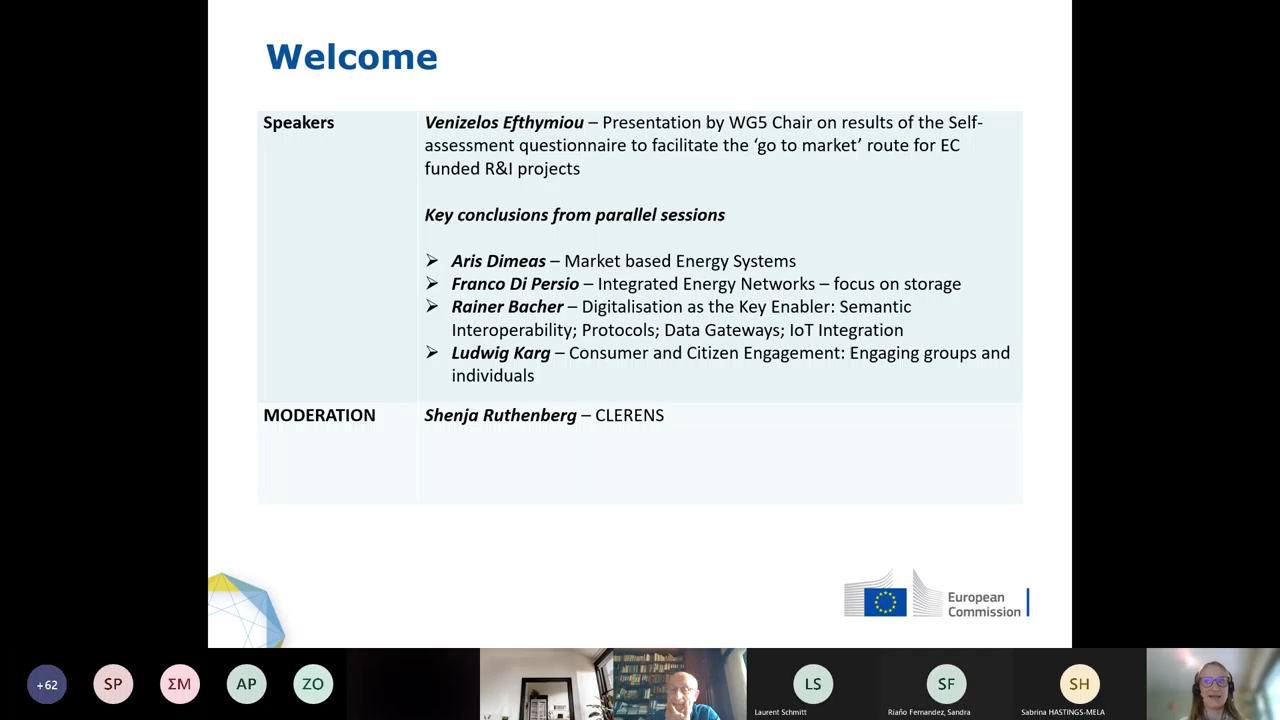 Welcome
Speakers
Venizelos Efthymiou – Presentation by WG5 Chair on results of the Self-
assessment questionnaire to facilitate the ‘go to market’ route for EC
funded R&I projects
Key conclusions from parallel sessions
Aris Dimeas – Market based Energy Systems
Franco Di Persio – Integrated Energy Networks – focus on storage
Rainer Bacher – Digitalisation as the Key Enabler: Semantic
Interoperability; Protocols; Data Gateways; IoT Integration
Ludwig Karg – Consumer and Citizen Engagement: Engaging groups and
individuals
MODERATION
Shenja Ruthenberg – CLERENS
European
Commission
+62
SP
ΣM
AP
ZO
LS
Laurent Schmitt
SF
Riaño Fernandez, Sandra
SH
Sabrina HASTINGS-MELA